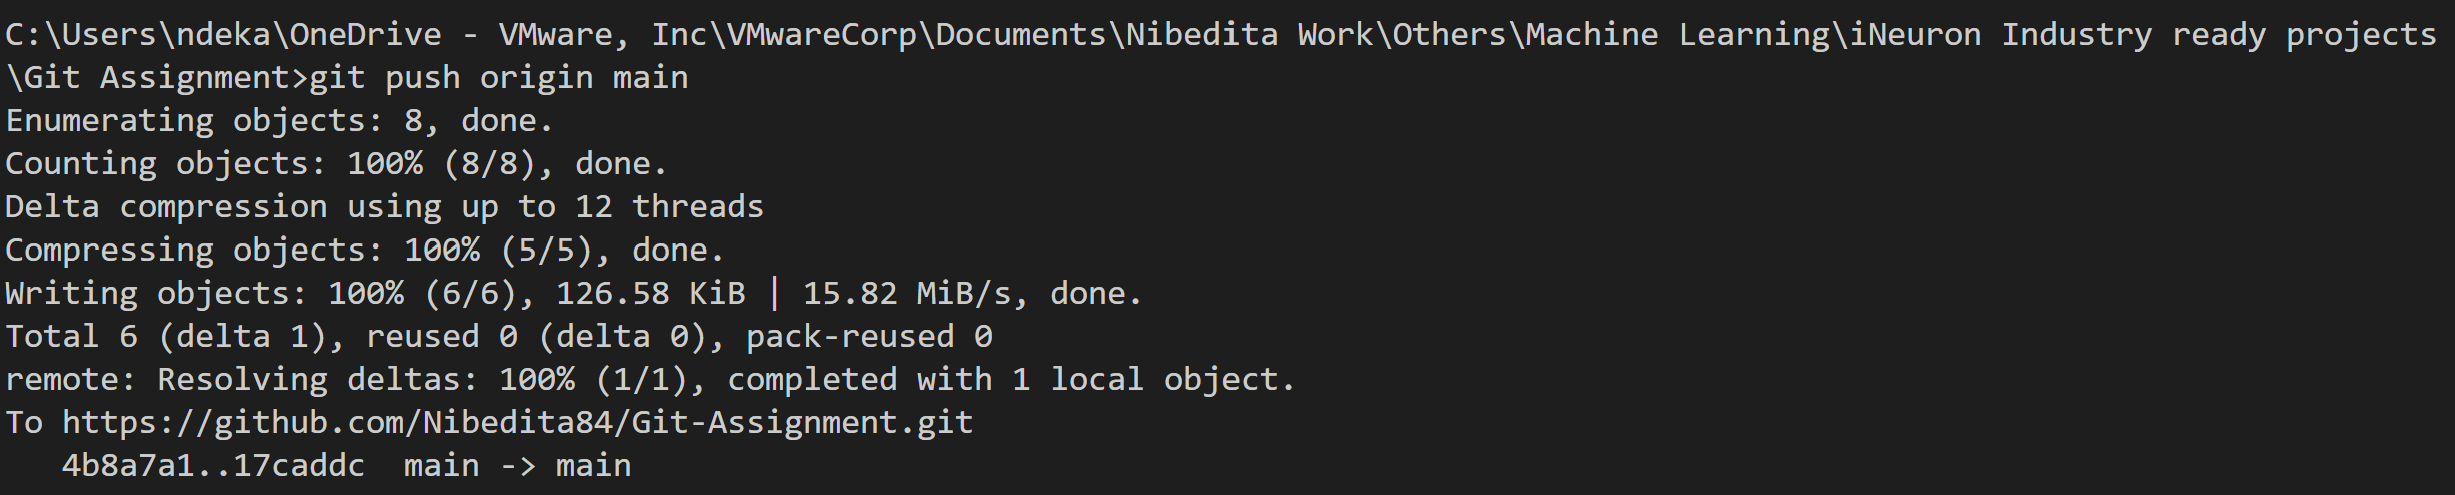 C:\Users\ndeka\OneDrive - VMware, Inc\VMwareCorp\Documents\Nibedita Work\Others\Machine Learning\iNeuron Industry ready projects
\Git Assignment>git push origin main
Enumerating objects: 8, done.
Counting objects: 100% (8/8), done.
Delta compression using up to 12 threads
Compressing objects: 100% (5/5), done.
Writing objects: 100% (6/6), 126.58 KiB | 15.82 MiB/s, done.
Total 6 (delta 1), reused 0 (delta 0), pack-reused 0
remote: Resolving deltas: 100% (1/1), completed with 1 local object.
To https://github.com/Nibedita84/Git-Assignment.git
   4b8a7a1..17caddc  main -> main